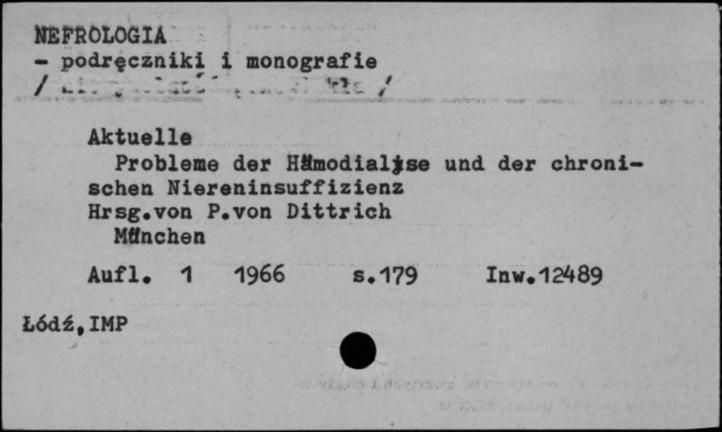 NEFROLOGIA
- podręczniki i monografie
/ /
Aktuelle
Probleme der Hämodialyse und der chroni-
schen Niereninsuffizienz
Hrsg.von P.von Dittrich
München
Aufl. 1 1966 s.179 Inw.12489
Łódź,IMP